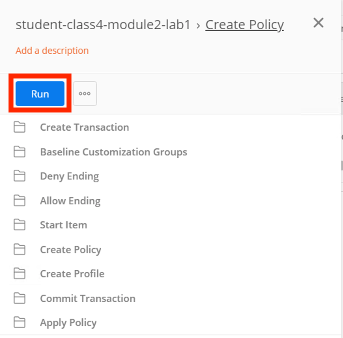 student-class4-module2-lab1 › Create Policy
Add a description
Run
Create Transaction
Baseline Customization Groups
Deny Ending
Allow Ending
Start Item
Create Policy
Create Profile
Commit Transaction
Apply Policy